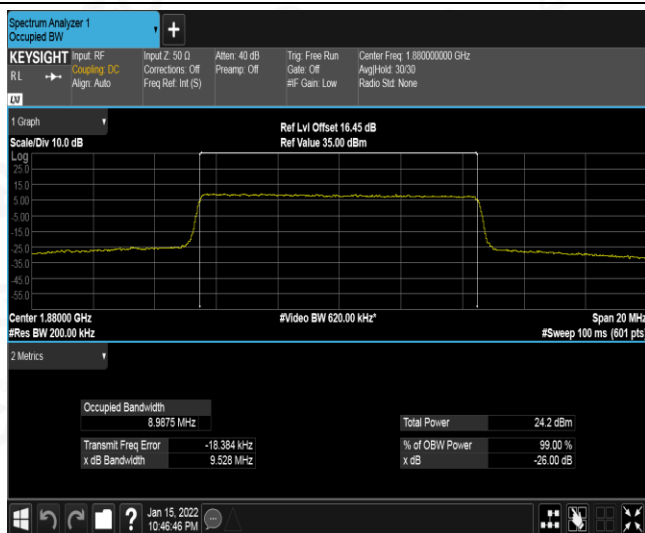 Spectrum Analyzer 1
Occupied BW
+
KEYSIGHT Input: RF Input Z: 50 Ω Atten: 40 dB Trig: Free Run Center Freq: 1.880000000 GHz
RL Coupling: DC Corrections: Off Preamp: Off Gate: Off Avg|Hold: 30/30
Align: Auto Freq Ref: Int (S) #IF Gain: Low Radio Std: None
LXI
1 Graph Ref Lvl Offset 16.45 dB
Scale/Div 10.0 dB Ref Value 35.00 dBm
Log
25.0
15.0
5.00
-5.00
-15.0
-25.0
-35.0
-45.0
-55.0
Center 1.88000 GHz #Video BW 620.00 kHz* Span 20 MHz
#Res BW 200.00 kHz #Sweep 100 ms (601 pts
2 Metrics
Occupied Bandwidth
8.9875 MHz Total Power 24.2 dBm
Transmit Freq Error -18.384 kHz % of OBW Power 99.00 %
x dB Bandwidth 9.528 MHz x dB -26.00 dB
? Jan 15, 2022
10:46:46 PM